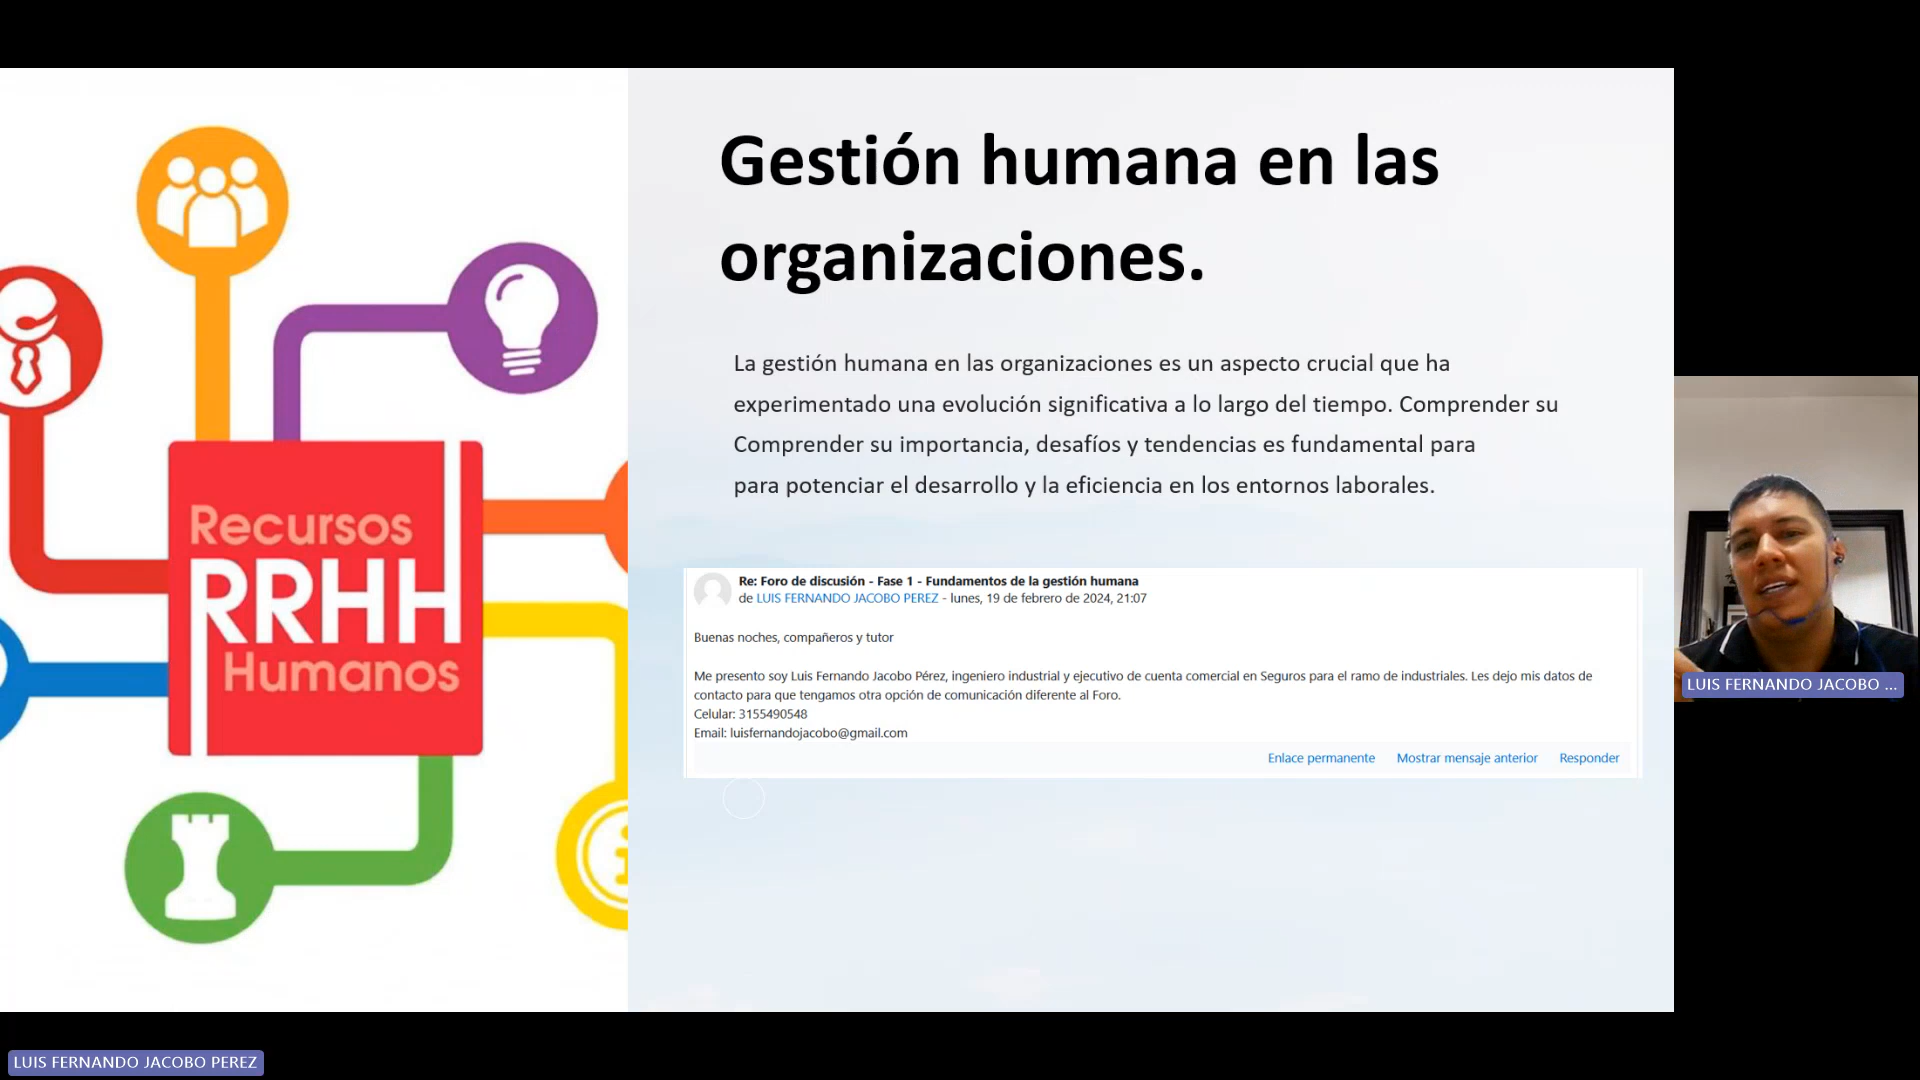 Gestión humana en las
organizaciones.
La gestión humana en las organizaciones es un aspecto crucial que ha
experimentado una evolución significativa a lo largo del tiempo. Comprender su
Comprender su importancia, desafíos y tendencias es fundamental para
para potenciar el desarrollo y la eficiencia en los entornos laborales.
Recursos
RRHH
Humanos
Re: Foro de discusión - Fase 1 - Fundamentos de la gestión humana
de LUIS FERNANDO JACOBO PEREZ - lunes, 19 de febrero de 2024, 21:07
Buenas noches, compañeros y tutor
Me presento soy Luis Fernando Jacobo Pérez, ingeniero industrial y ejecutivo de cuenta comercial en Seguros para el ramo de industriales. Les dejo mis datos de
contacto para que tengamos otra opción de comunicación diferente al Foro.
Celular: 3155490548
Email: luisfernandojacobo@gmail.com
Enlace permanente Mostrar mensaje anterior Responder
LUIS FERNANDO JACOBO ...
LUIS FERNANDO JACOBO PEREZ